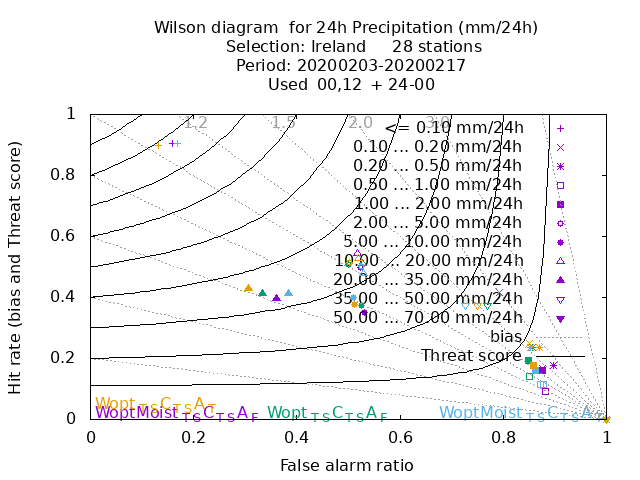 Wilson diagram  for 24h Precipitation (mm/24h)
Selection: Ireland     28 stations
Period: 20200203-20200217
Used  00,12  + 24-00
Hit rate (bias and Threat score)
1
0.8
0.6
0.4
0.2
0
1.2
1.5
2.0
3.0
<= 0.10 mm/24h
0.10 ... 0.20 mm/24h
0.20 ... 0.50 mm/24h
0.50 ... 1.00 mm/24h
1.00 ... 2.00 mm/24h
2.00 ... 5.00 mm/24h
5.00 ... 10.00 mm/24h
10.00 ... 20.00 mm/24h
20.00 ... 35.00 mm/24h
35.00 ... 50.00 mm/24h
50.00 ... 70.00 mm/24h
bias
Threat score
Wopt TSCTSAT
WoptMoist TSCTSAF Wopt TSCTSAF WoptMoist TSCTSAT
0 0.2 0.4 0.6 0.8 1
False alarm ratio